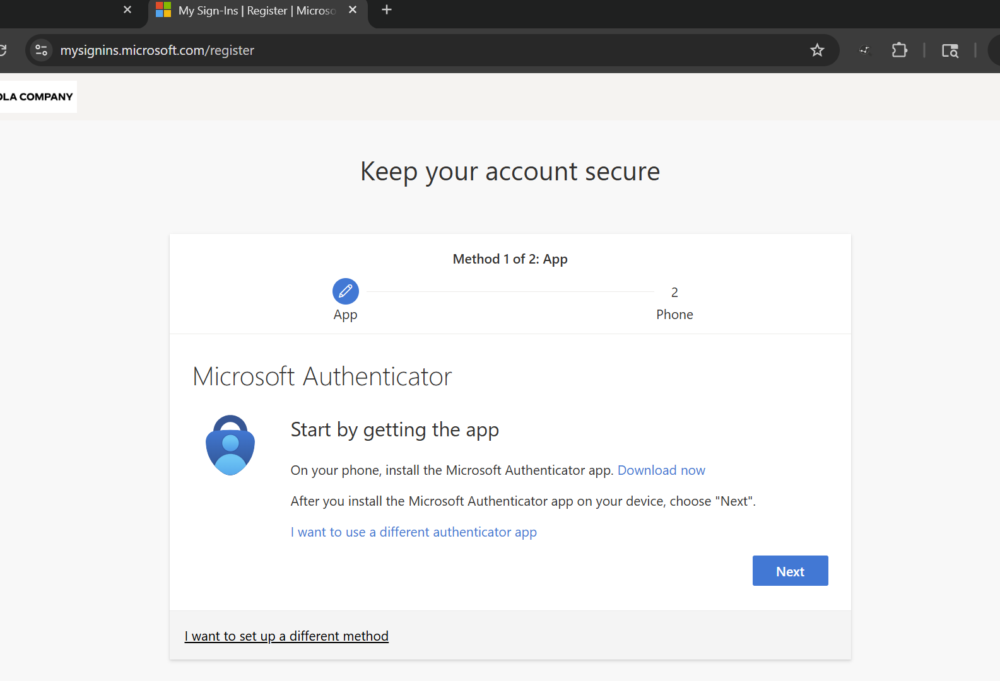 My Sign-Ins | Register | Micros
mysignins.microsoft.com/register
COMPANY
Keep your account secure
Method 1 of 2: App
2
App
Phone
Microsoft Authenticator
Start by getting the app
On your phone, install the Microsoft Authenticator app. Download now
After you install the Microsoft Authenticator app on your device, choose "Next".
I want to use a different authenticator app
Next
I want to set up a different method